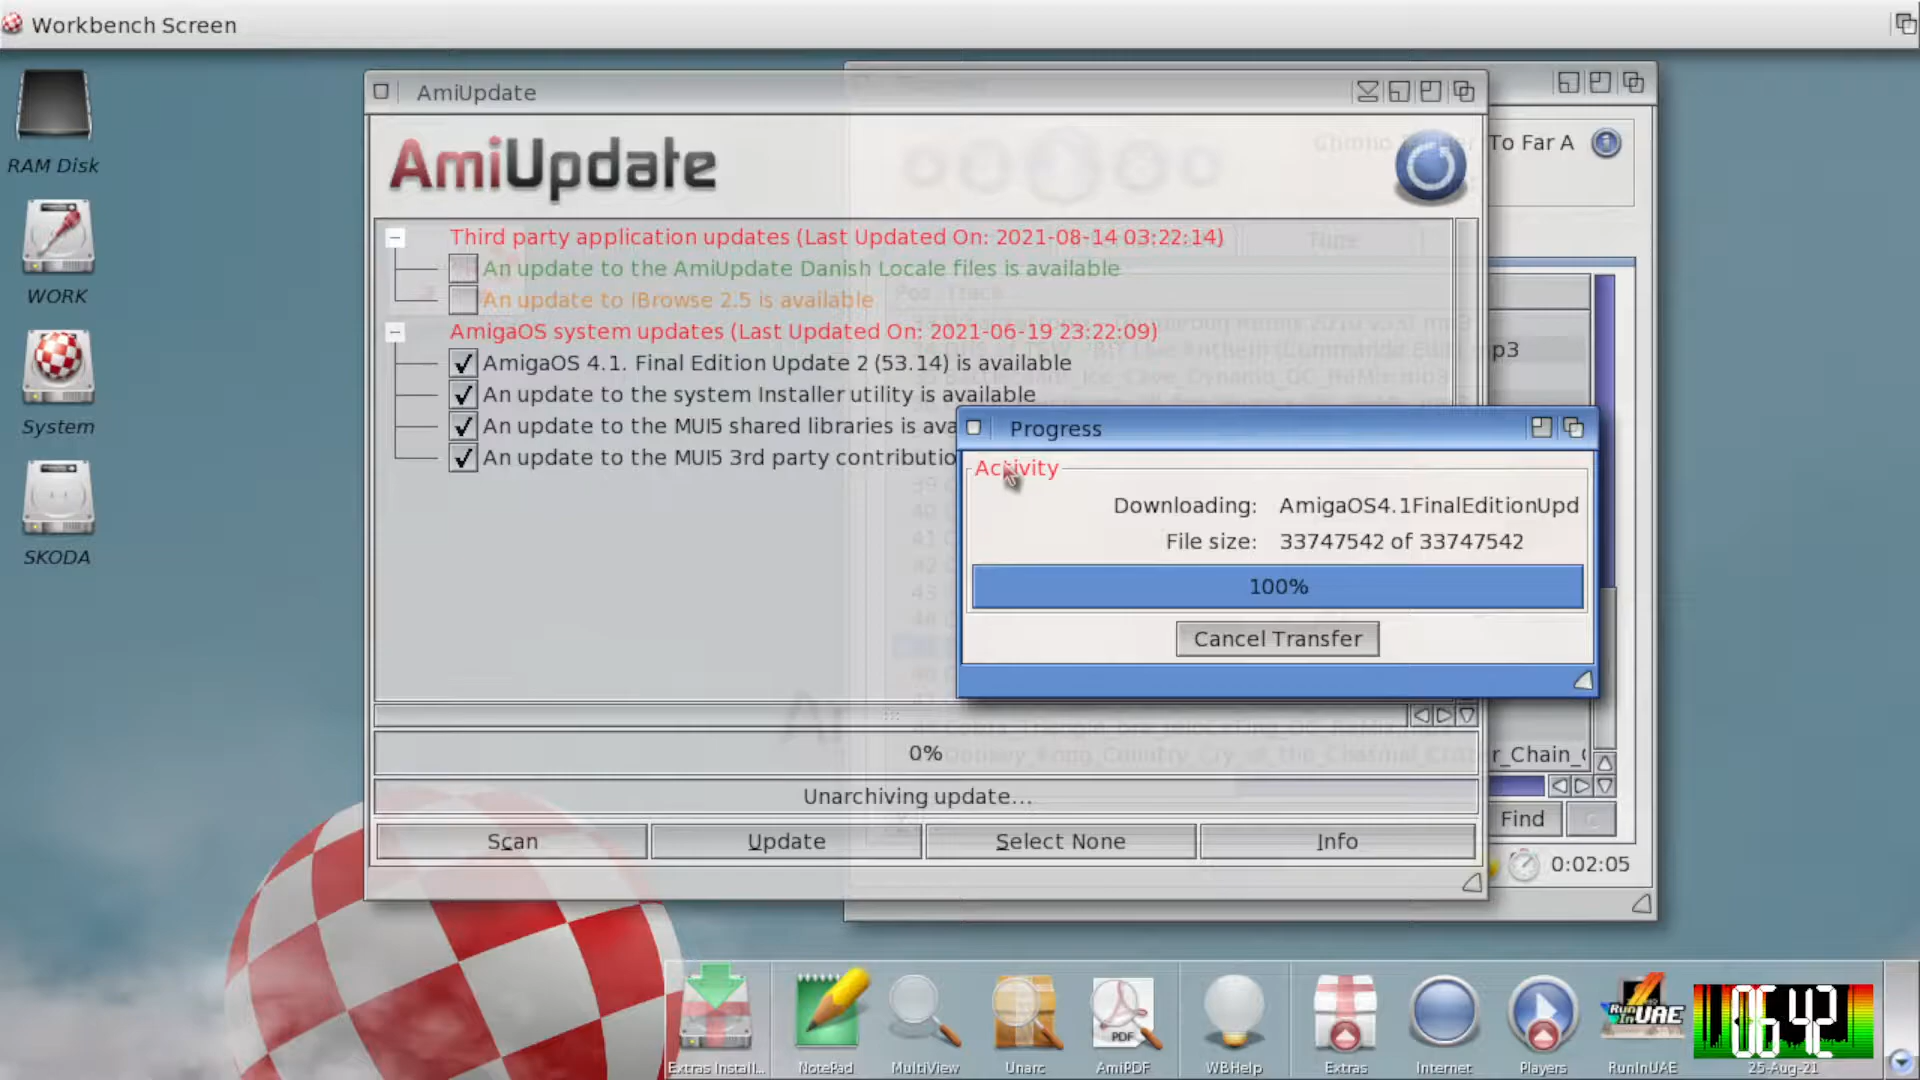 Workbench Screen
RAM Disk
WORK
System
SKODA
AmiUpdate
AmiUpdate
To Far A
Third party application updates (Last Updated On: 2021-08-14 03:22:14)
An update to the AmiUpdate Danish Locale files is available
An update to IBrowse 2.5 is available
AmigaOS system updates (Last Updated On: 2021-06-19 23:22:09)
AmigaOS 4.1. Final Edition Update 2 (53.14) is available
An update to the system Installer utility is available
An update to the MUI5 shared libraries is ava
An update to the MUI5 3rd party contributio
p3
Progress
Activity
Downloading: AmigaOS4.1FinalEditionUpd
File size: 33747542 of 33747542
100%
Cancel Transfer
r_Chain_
0%
Unarchiving update...
Scan
Update
Select None
Info
Find
0:02:05
Extras Install...
NotePad
MultiView
Unarc
PDF
AmiPDF
WBHelp
Extras
Internet
Players
RunInUAE
RunInUAE
06:42
25-Aug-21